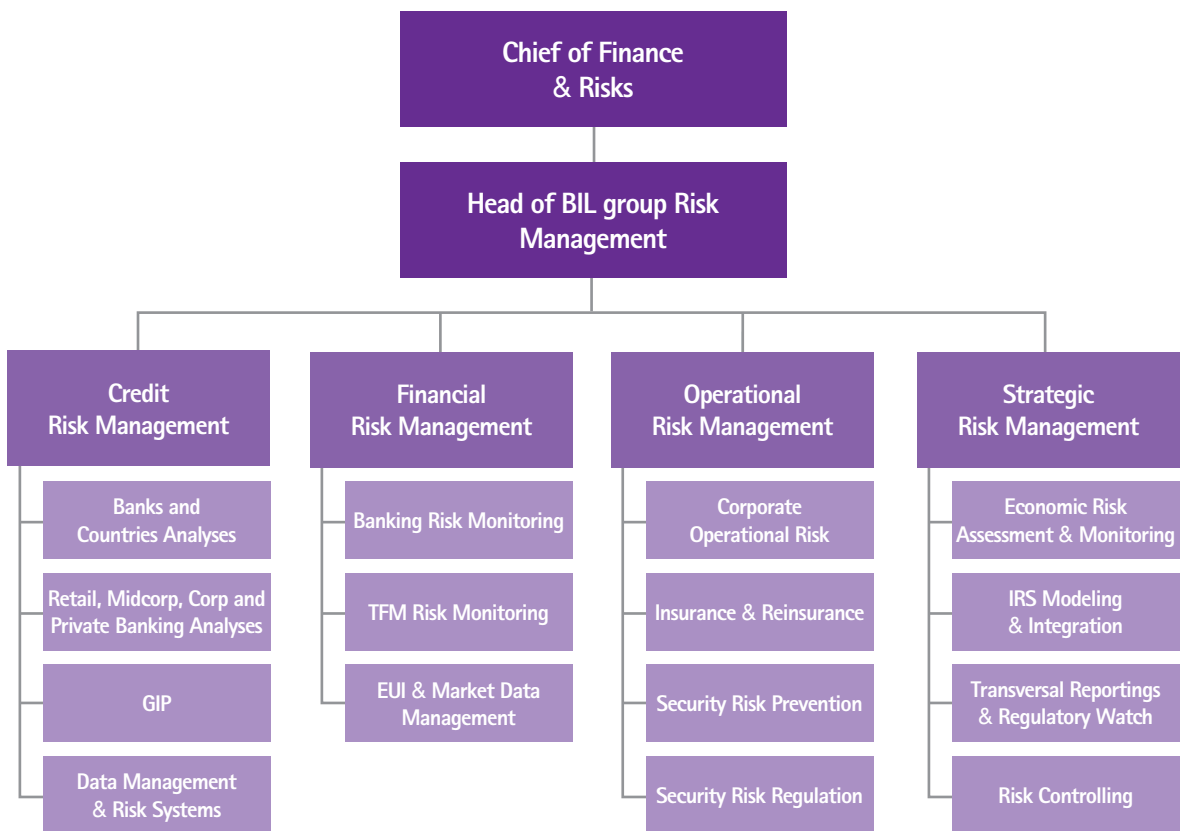 Chief of Finance
& Risks
Head of BIL group Risk
Management
Credit
Risk Management
Banks and
Countries Analyses
Retail, Midcorp, Corp and
Private Banking Analyses
GIP
Data Management
& Risk Systems
Financial
Risk Management
Banking Risk Monitoring
TFM Risk Monitoring
EUI & Market Data
Management
Operational
Risk Management
Corporate
Operational Risk
Insurance & Reinsurance
Security Risk Prevention
Security Risk Regulation
Strategic
Risk Management
Economic Risk
Assessment & Monitoring
IRS Modeling
& Integration
Transversal Reportings
& Regulatory Watch
Risk Controlling